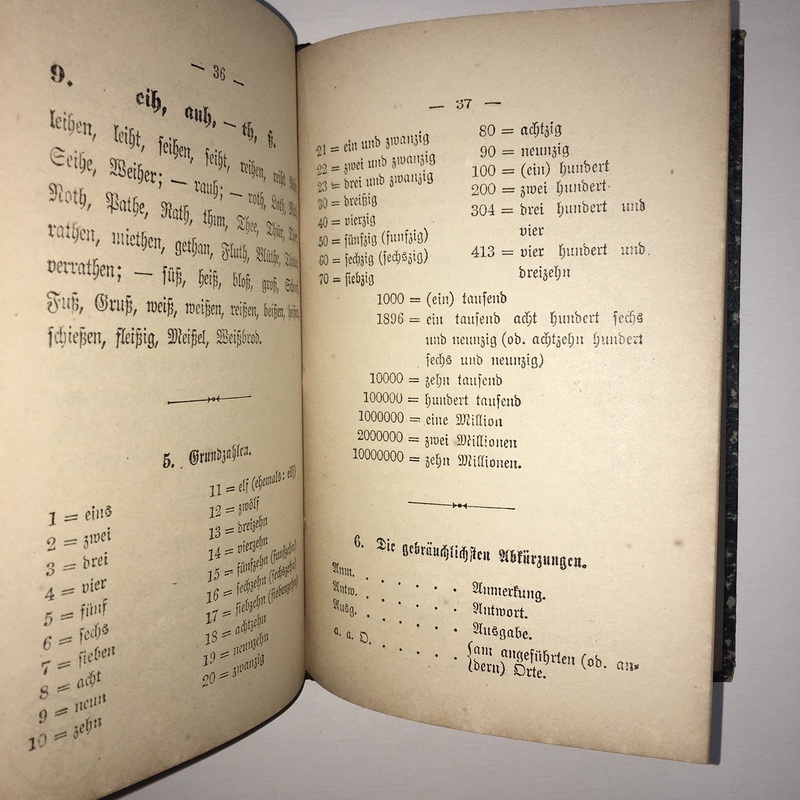 — 36 —
9. eih, auh, — th, ß.
leihen, leiht, seihen, seiht, reihen, reiht
Seihe, Weiher; — rauh; — roth, Loth,
Noth, Pathe, Rath, thun, Thee, Thür,
rathen, miethen, gethan, Fluth, Blüthe,
verrathen; — süß, heiß, bloß, groß,
Fuß, Gruß, weiß, weißen, reißen, beißen, heißen,
schießen, fleißig, Meißel, Weißbrod.
5. Grundzahlen.
1 = eins
2 = zwei
3 = drei
4 = vier
5 = fünf
6 = sechs
7 = sieben
8 = acht
9 = neun
10 = zehn
11 = elf (ehemals: eilf)
12 = zwölf
13 = dreizehn
14 = vierzehn
15 = fünfzehn (funfzehn)
16 = sechzehn (sechszehn)
17 = siebzehn (siebenzehn)
18 = achtzehn
19 = neunzehn
20 = zwanzig
— 37 —
21 = ein und zwanzig
22 = zwei und zwanzig
23 = drei und zwanzig
30 = dreißig
40 = vierzig
50 = fünfzig (funfzig)
60 = sechzig (sechszig)
70 = siebzig
80 = achtzig
90 = neunzig
100 = (ein) hundert
200 = zwei hundert
304 = drei hundert und
vier
413 = vier hundert und
dreizehn
1000 = (ein) tausend
1896 = ein tausend acht hundert sechs
und neunzig (od. achtzehn hundert
sechs und neunzig)
10000 = zehn tausend
100000 = hundert tausend
1000000 = eine Million
2000000 = zwei Millionen
10000000 = zehn Millionen.
6. Die gebräuchlichsten Abkürzungen.
Anm. . . . . . . Anmerkung.
Antw. . . . . . . Antwort.
Ausg. . . . . . . Ausgabe.
a. a. O. . . . . . (am angeführten (od. an-
dern) Orte.